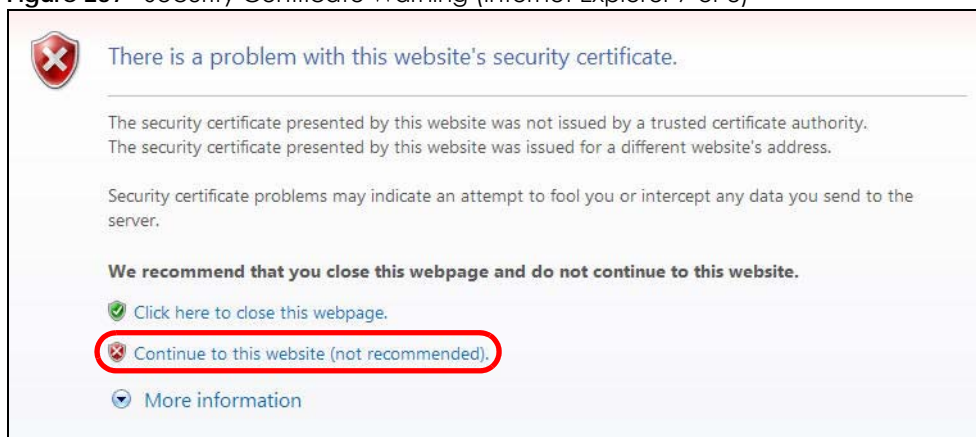 There is a problem with this website's security certificate.
The security certificate presented by this website was not issued by a trusted certificate authority.
The security certificate presented by this website was issued for a different website's address.
Security certificate problems may indicate an attempt to fool you or intercept any data you send to the
server.
We recommend that you close this webpage and do not continue to this website.
Click here to close this webpage.
Continue to this website (not recommended).
More information